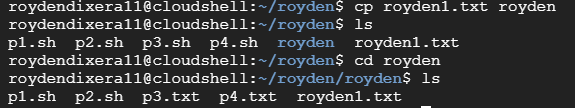 roydendixera11@cloudshell:~/royden$ cp royden1.txt royden
roydendixera11@cloudshell:~/royden$ ls
p1.sh  p2.sh  p3.sh  p4.sh  royden  royden1.txt
roydendixera11@cloudshell:~/royden$ cd royden
roydendixera11@cloudshell:~/royden/royden$ ls
p1.sh  p2.sh  p3.txt  p4.txt  royden1.txt